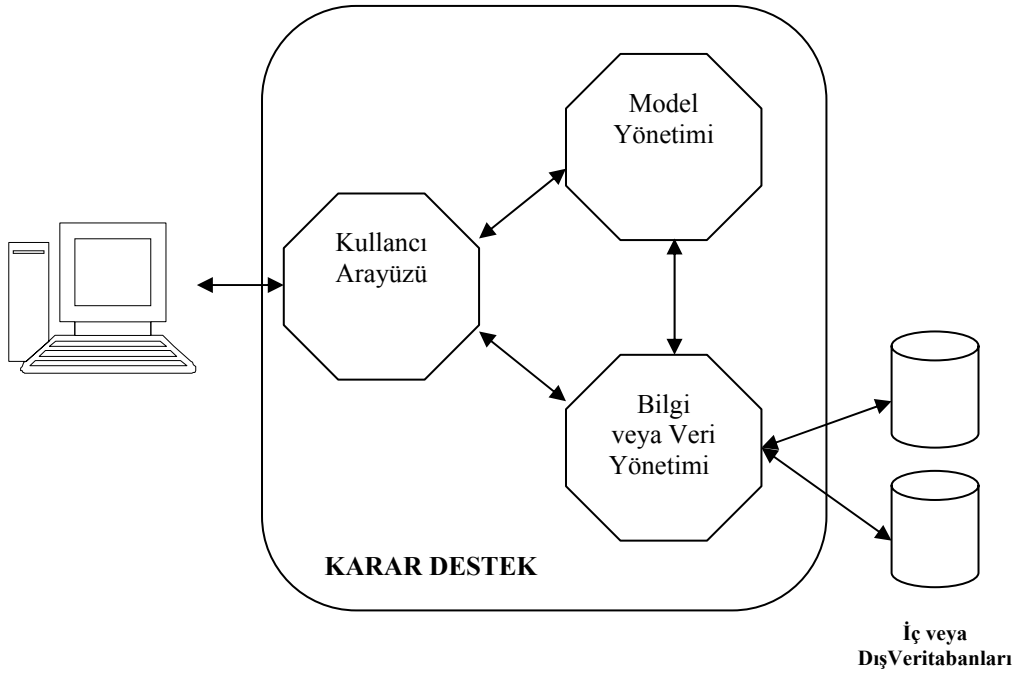 Model
Yönetimi
Kullancı
Arayüzü
Bilgi
veya Veri
Yönetimi
KARAR DESTEK
İç veya
DışVeritabanları